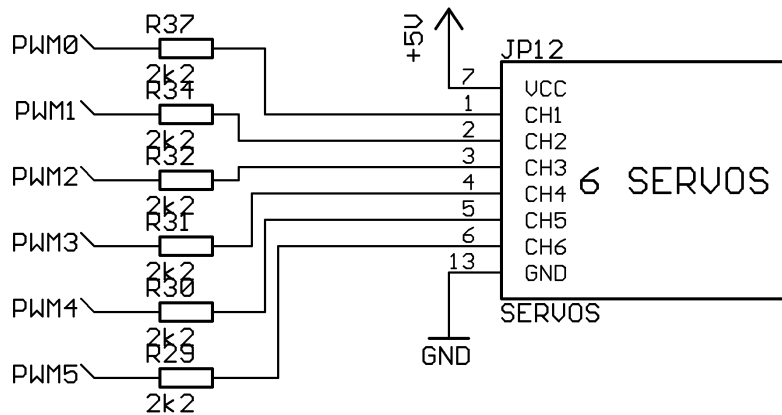 PWM0
R37
2k2
PWM1
R34
2k2
PWM2
R32
2k2
PWM3
R31
2k2
PWM4
R30
2k2
PWM5
R29
2k2
+5V
JP12
7 VCC
1 CH1
2 CH2
3 CH3
4 CH4
5 CH5
6 CH6
13 GND
6 SERVOS
SERVOS
GND